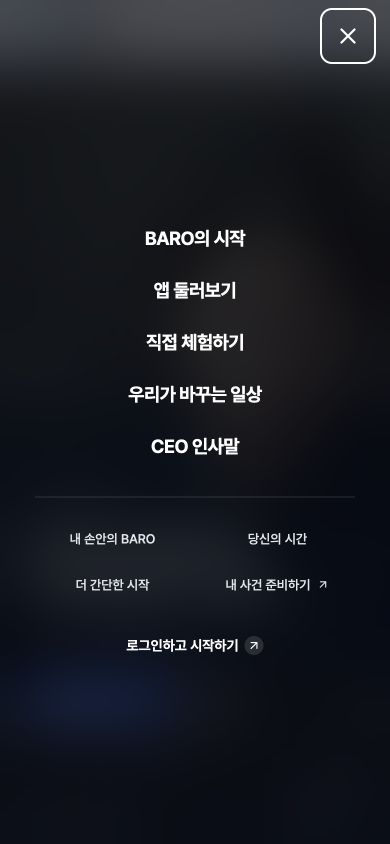 BARO의 시작
앱 둘러보기
직접 체험하기
우리가 바꾸는 일상
CEO 인사말
내 손안의 BARO
당신의 시간
더 간단한 시작
내 사건 준비하기
로그인하고 시작하기